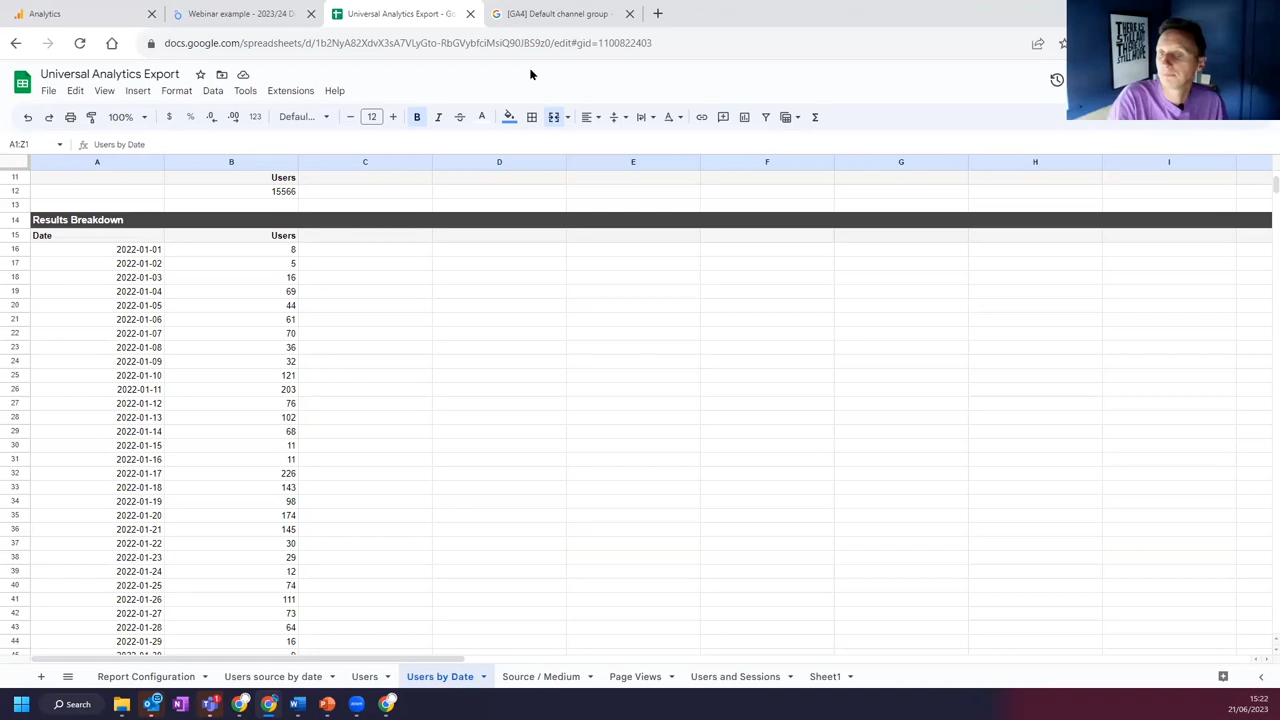 Analytics
Webinar example - 2023/24 D
Universal Analytics Export - Go
[GA4] Default channel group -
docs.google.com/spreadsheets/d/1b2NyA82XdvX3sA7VLyGto-RbGVybfciMsiQ90JBS9z0/edit#gid=1100822403
THERE IS
STILL
STILL
Universal Analytics Export
File Edit View Insert Format Data Tools Extensions Help
100% $ % .0 .00 123 Defaul... 12 B I S A
A1:Z1 fx Users by Date
A B C D E F G H I
11 Users
12 15566
13
14 Results Breakdown
15 Date Users
16 2022-01-01 8
17 2022-01-02 5
18 2022-01-03 16
19 2022-01-04 69
20 2022-01-05 44
21 2022-01-06 61
22 2022-01-07 70
23 2022-01-08 36
24 2022-01-09 32
25 2022-01-10 121
26 2022-01-11 203
27 2022-01-12 76
28 2022-01-13 102
29 2022-01-14 68
30 2022-01-15 11
31 2022-01-16 11
32 2022-01-17 226
33 2022-01-18 143
34 2022-01-19 98
35 2022-01-20 174
36 2022-01-21 145
37 2022-01-22 30
38 2022-01-23 29
39 2022-01-24 12
40 2022-01-25 74
41 2022-01-26 111
42 2022-01-27 73
43 2022-01-28 64
44 2022-01-29 16
Report Configuration Users source by date Users Users by Date Source / Medium Page Views Users and Sessions Sheet1
Search
15:22
21/06/2023